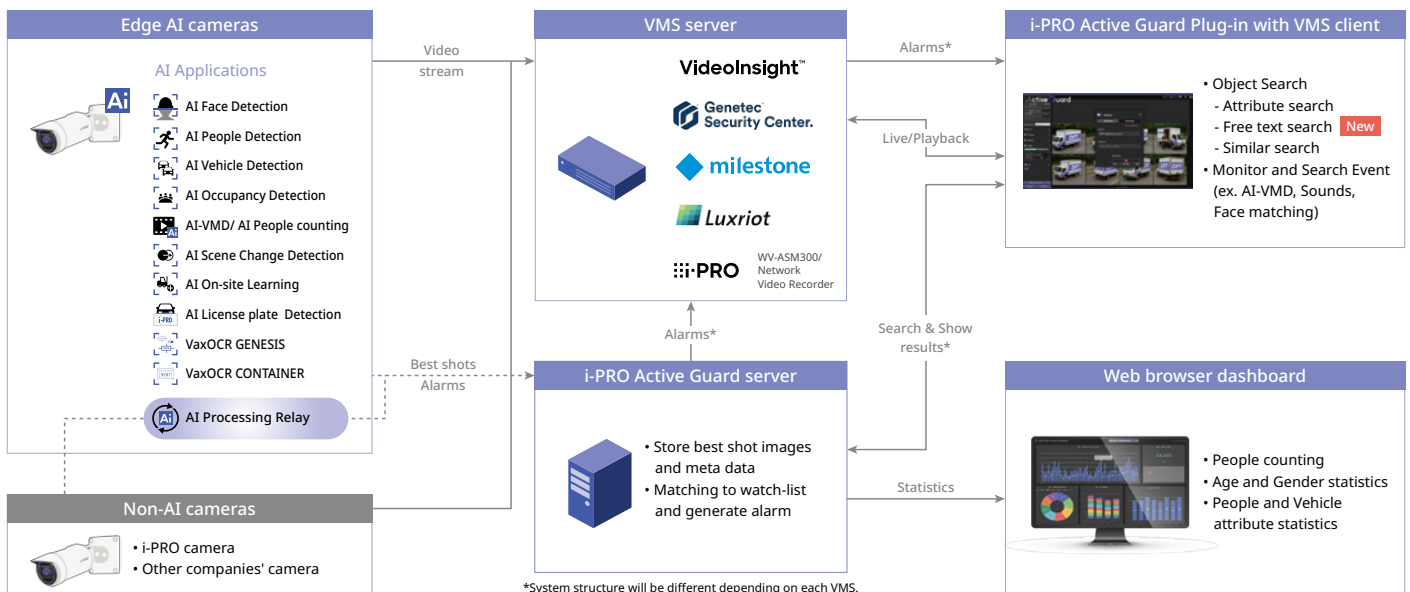 Edge AI cameras
AI Applications
Ai
AI Face Detection
AI People Detection
AI Vehicle Detection
AI Occupancy Detection
AI-VMD/ AI People counting
AI Scene Change Detection
AI On-site Learning
AI License plate Detection
VaxOCR GENESIS
VaxOCR CONTAINER
Ai
AI Processing Relay
Non-AI cameras
• i-PRO camera
• Other companies' camera
Video
stream
Best shots
Alarms
VMS server
VideoInsight™
Genetec™
Security Center.
milestone
Luxriot
i-PRO
WV-ASM300/
Network
Video Recorder
Alarms*
i-PRO Active Guard server
• Store best shot images
and meta data
• Matching to watch-list
and generate alarm
*System structure will be different depending on each VMS.
Alarms*
Live/Playback
Search & Show
results*
Statistics
i-PRO Active Guard Plug-in with VMS client
• Object Search
- Attribute search
- Free text search New
- Similar search
• Monitor and Search Event
(ex. AI-VMD, Sounds,
Face matching)
Web browser dashboard
• People counting
• Age and Gender statistics
• People and Vehicle
attribute statistics